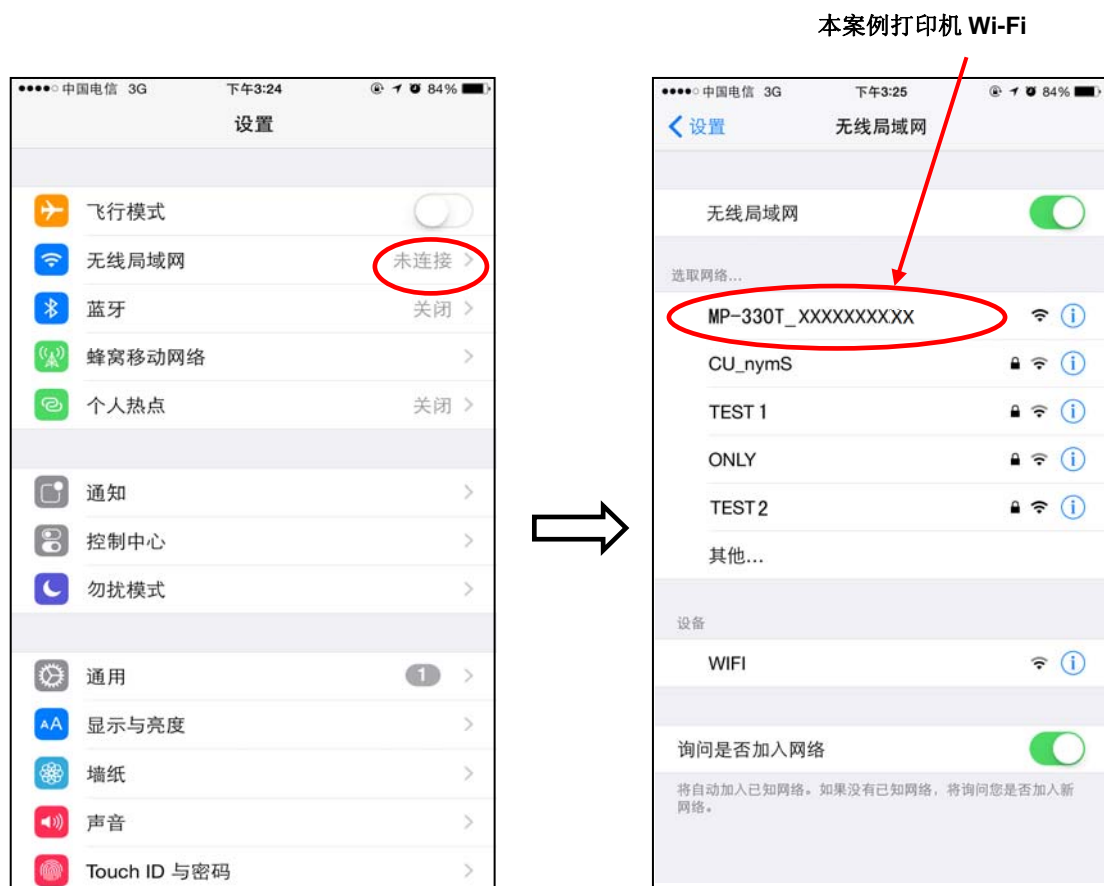 本案例打印机 Wi-Fi
中国电信 3G 下午3:24 84%
设置
飞行模式
无线局域网 未连接
蓝牙 关闭
蜂窝移动网络
个人热点 关闭
通知
控制中心
勿扰模式
通用 1
AA 显示与亮度
墙纸
声音
Touch ID 与密码
中国电信 3G 下午3:25 84%
设置 无线局域网
无线局域网
选取网络...
MP-330T_XXXXXXXXXX
CU_nymS
TEST 1
ONLY
TEST 2
其他...
设备
WIFI
询问是否加入网络
将自动加入已知网络。如果没有已知网络，将询问您是否加入新
网络。